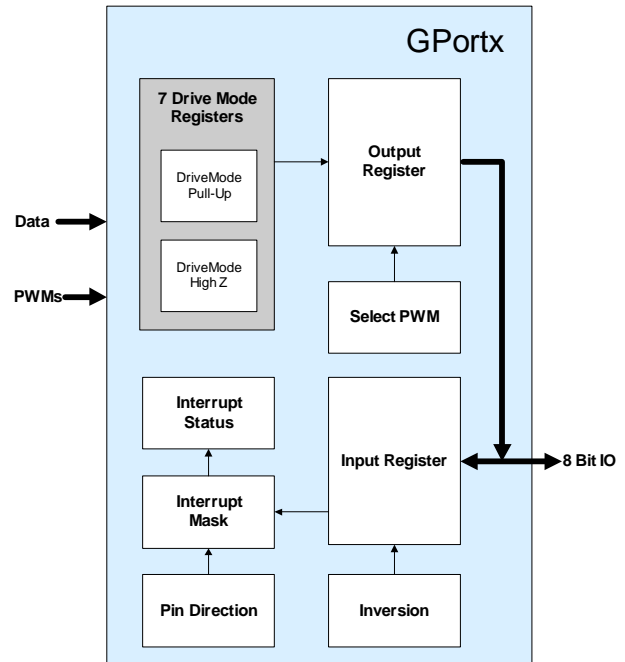 GPortx
7 Drive Mode
Registers
DriveMode
Pull-Up
DriveMode
High Z
Output
Register
Select PWM
Data
PWMs
Interrupt
Status
Interrupt
Mask
Pin Direction
Input Register
Inversion
8 Bit IO